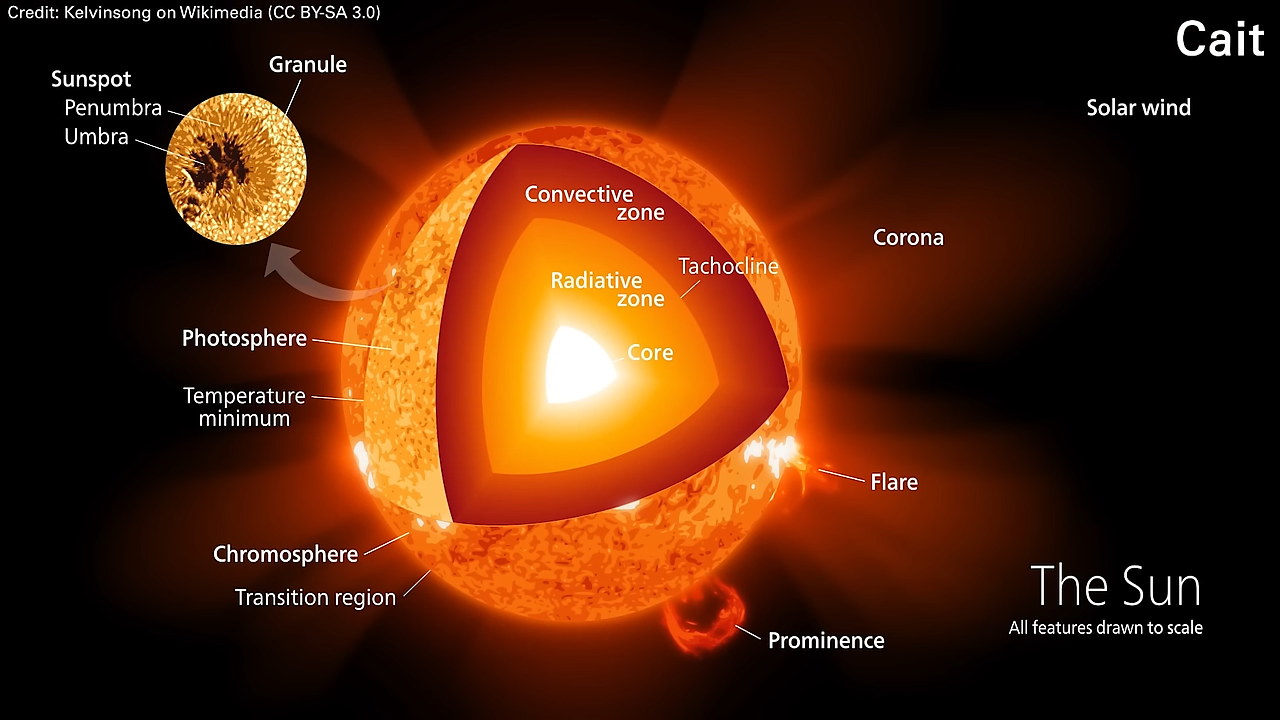 Credit: Kelvinsong on Wikimedia (CC BY-SA 3.0)
Cait
Granule
Sunspot
Penumbra
Umbra
Solar wind
Convective
zone
Corona
Tachocline
Radiative
zone
Photosphere
Core
Temperature
minimum
Flare
Chromosphere
Transition region
The Sun
All features drawn to scale
Prominence